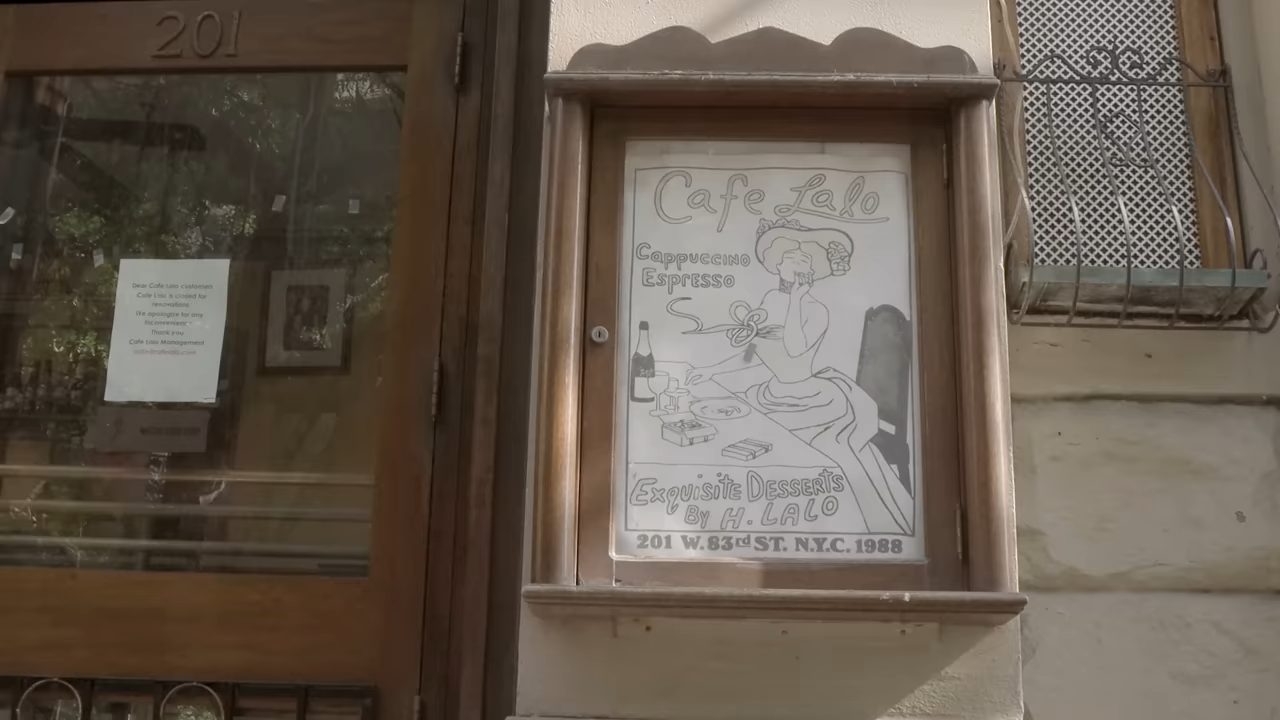 201
Dear Cafe Lalo customers
Cafe Lalo is closed for
renovations.
We apologize for any
inconvenience
Thank you
Cafe Lalo Management
Cafe Lalo
Cappuccino
Espresso
Exquisite Desserts
By H. LALO
201 W. 83rd ST. N.Y.C. 1988